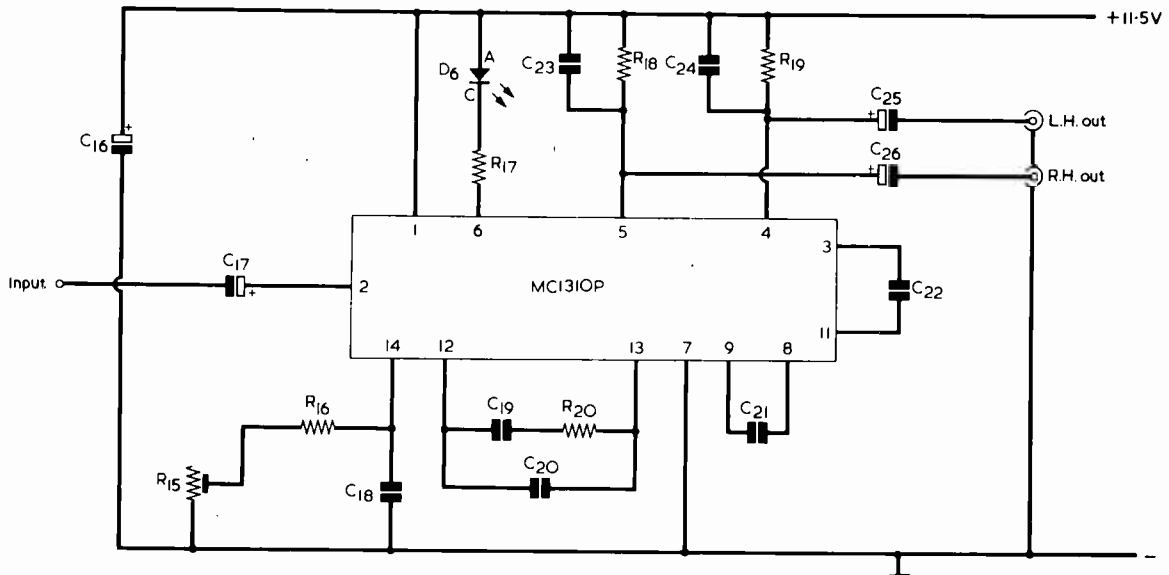 +11·5V
A
D6
C
C23
R18
C24
R19
C25
L.H. out
C16
+
+
R17
C26
R.H. out
+
1
6
5
4
3
Input
C17
+
2
MC1310P
C22
11
14
12
13
7
9
8
R16
C19
R20
C21
R15
C18
C20
−